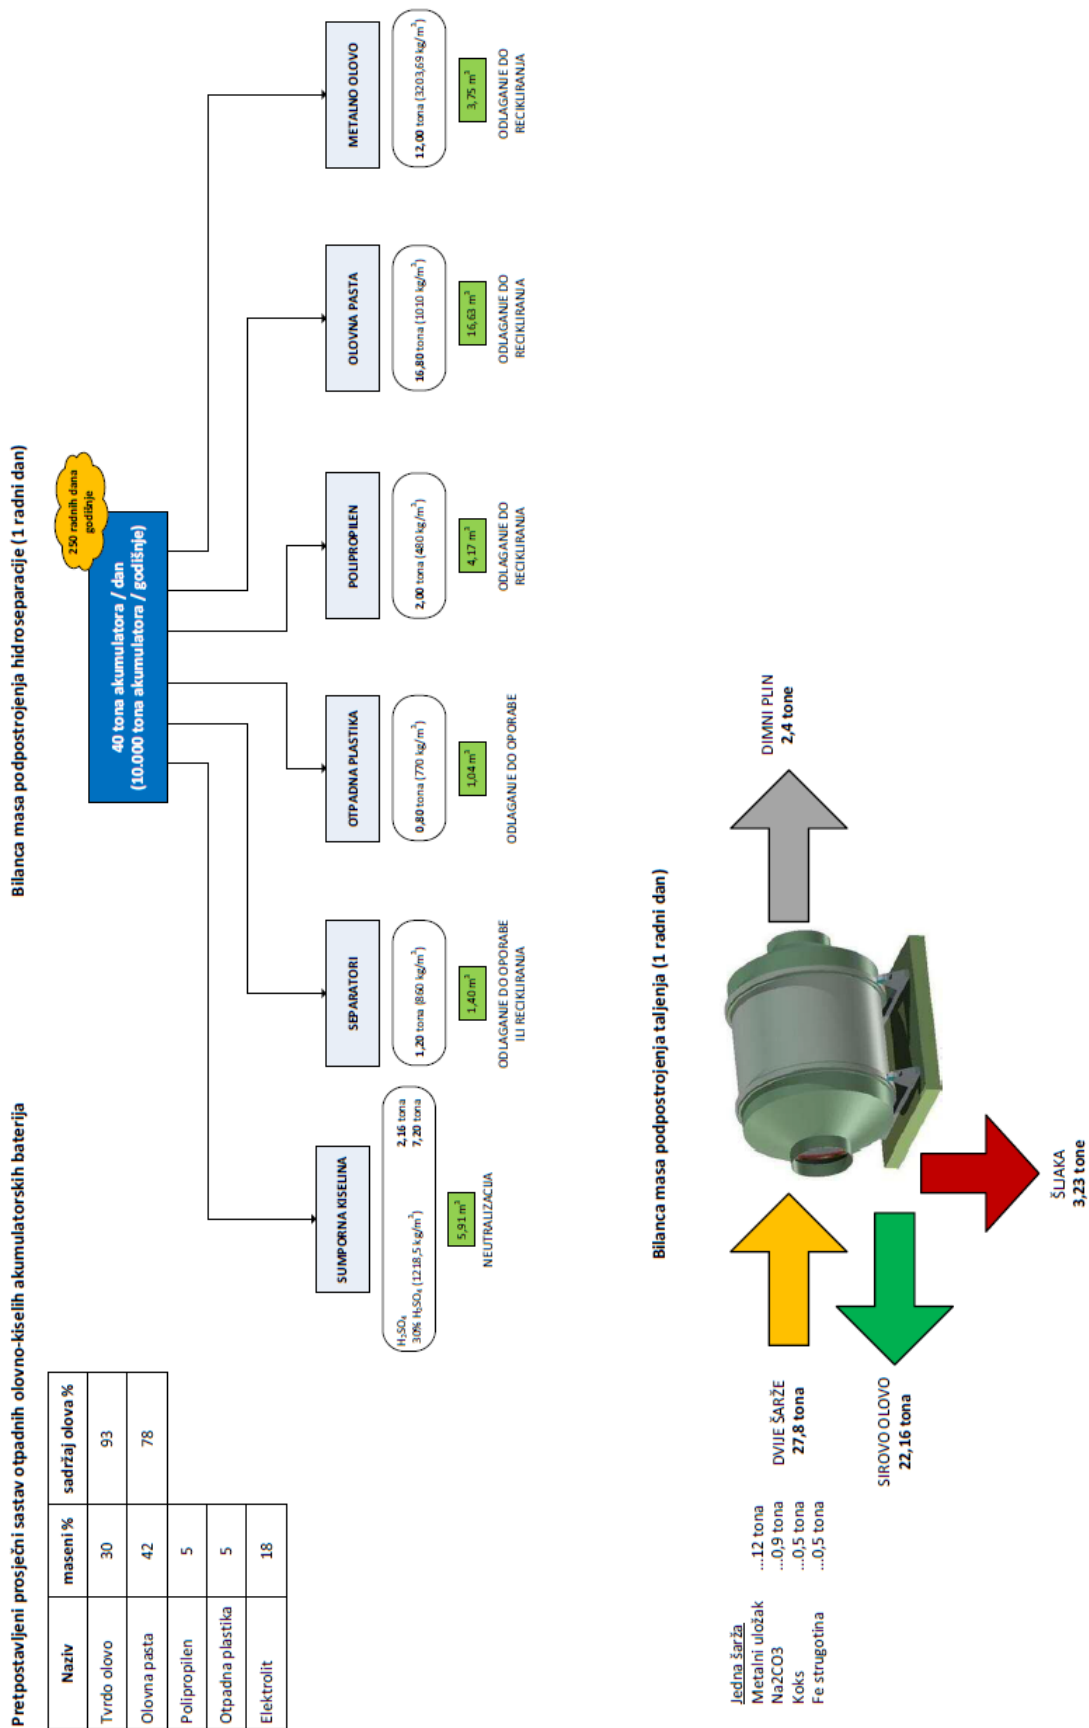 Pretpostavljeni prosječni sastav otpadnih olovno-kiselih akumulatorskih baterija
Naziv maseni % sadržaj olova %
Tvrdo olovo 30 93
Olovna pasta 42 78
Polipropilen 5
Otpadna plastika 5
Elektrolit 18
Bilanca masa podpostrojenja hidroseparacije (1 radni dan)
250 radnih dana
godišnje
40 tona akumulatora / dan
(10.000 tona akumulatora / godišnje)
SUMPORNA KISELINA
H₂SO₄ 2,16 tona
30% H₂SO₄ (1218,5 kg/m³) 7,20 tona
5,91 m³
NEUTRALIZACIJA
SEPARATORI
1,20 tona (860 kg/m³)
1,40 m³
ODLAGANJE DO OPORABE
ILI RECIKLIRANJA
OTPADNA PLASTIKA
0,80 tona (770 kg/m³)
1,04 m³
ODLAGANJE DO OPORABE
POLIPROPILEN
2,00 tona (480 kg/m³)
4,17 m³
ODLAGANJE DO
RECIKLIRANJA
OLOVNA PASTA
16,80 tona (1010 kg/m³)
16,63 m³
ODLAGANJE DO
RECIKLIRANJA
METALNO OLOVO
12,00 tona (3203,69 kg/m³)
3,75 m³
ODLAGANJE DO
RECIKLIRANJA
Bilanca masa podpostrojenja taljenja (1 radni dan)
Jedna šarža
Metalni uložak ...12 tona
Na2CO3 ...0,9 tona
Koks ...0,5 tona
Fe strugotina ...0,5 tona
DVIJE ŠARŽE
27,8 tona
SIROVO OLOVO
22,16 tona
DIMNI PLIN
2,4 tone
ŠLJAKA
3,23 tone